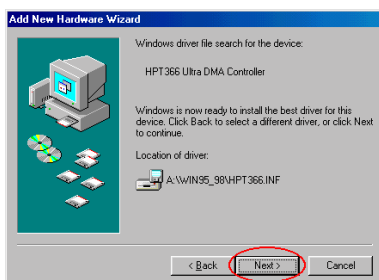 Add New Hardware Wizard
Windows driver file search for the device:
HPT366 Ultra DMA Controller
Windows is now ready to install the best driver for this
device. Click Back to select a different driver, or click Next
to continue.
Location of driver:
A:\WIN95_98\HPT366.INF
< Back
Next >
Cancel